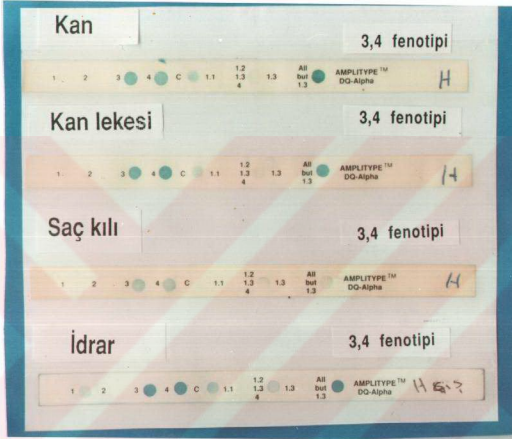 Kan
3,4 fenotipi
1 2 3 4 C 1.1 1.2 1.3 4 1.3 All but 1.3 AMPLITYPE™ DQ-Alpha H
Kan lekesi
3,4 fenotipi
1 2 3 4 C 1.1 1.2 1.3 4 1.3 All but 1.3 AMPLITYPE™ DQ-Alpha H
Saç kılı
3,4 fenotipi
1 2 3 4 C 1.1 1.2 1.3 4 1.3 All but 1.3 AMPLITYPE™ DQ-Alpha H
İdrar
3,4 fenotipi
1 2 3 4 C 1.1 1.2 1.3 4 1.3 All but 1.3 AMPLITYPE™ DQ-Alpha H